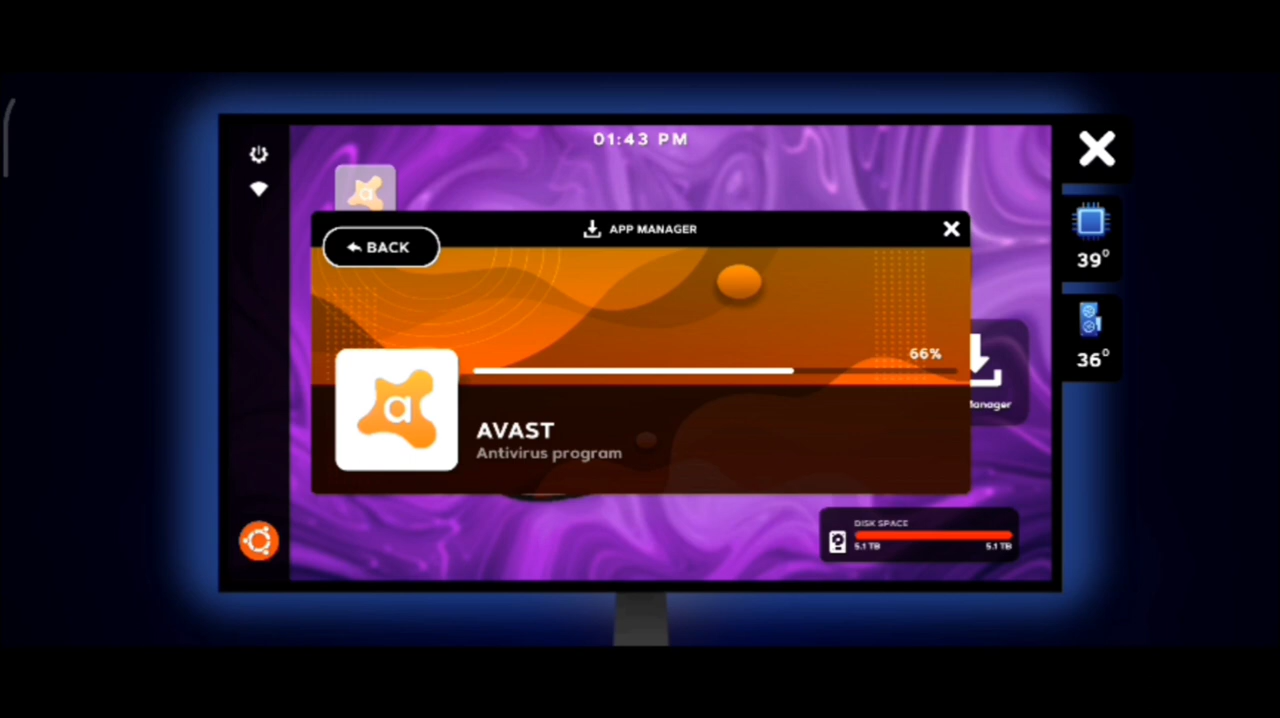 01:43 PM
a
BACK
APP MANAGER
39°
66%
36°
a
Manager
AVAST
Antivirus program
DISK SPACE
5.1 TB 5.1 TB